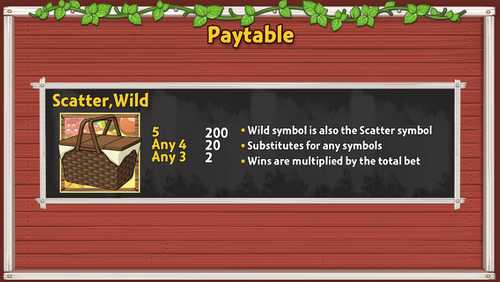 Paytable
Scatter,Wild
5 200
Any 4 20
Any 3 2
• Wild symbol is also the Scatter symbol
• Substitutes for any symbols
• Wins are multiplied by the total bet